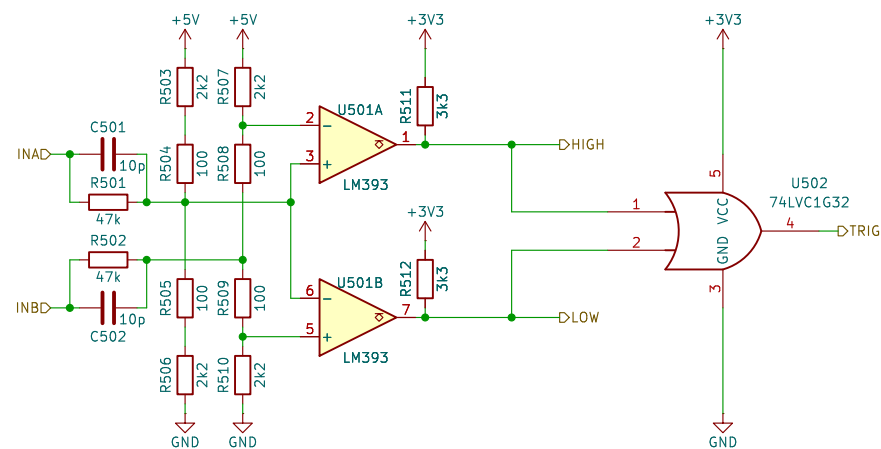 +5V
+5V
+3V3
+3V3
R503
2k2
R507
2k2
R511
3k3
C501
10p
INA
R501
47k
R504
100
R508
100
U501A
2
3
1
LM393
HIGH
R502
47k
INB
10p
C502
R505
100
R509
100
+3V3
R512
3k3
U501B
6
5
7
LM393
LOW
R506
2k2
R510
2k2
GND
GND
U502
74LVC1G32
5
VCC
1
2
4
GND
3
TRIG
GND